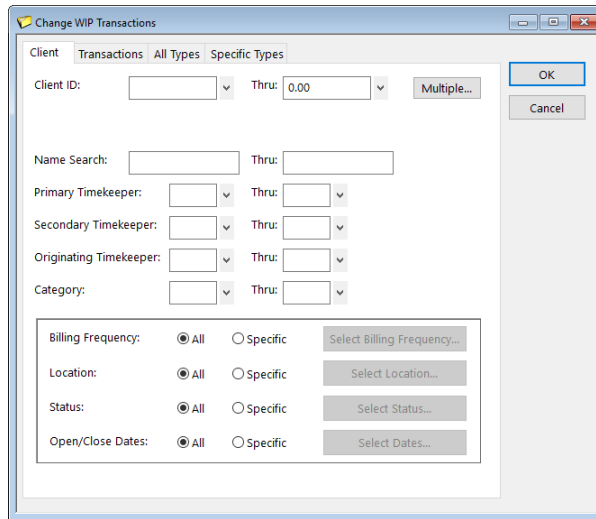 Change WIP Transactions
Client Transactions All Types Specific Types
Client ID: Thru: 0.00 Multiple... OK
Cancel
Name Search: Thru:
Primary Timekeeper: Thru:
Secondary Timekeeper: Thru:
Originating Timekeeper: Thru:
Category: Thru:
Billing Frequency: All Specific Select Billing Frequency...
Location: All Specific Select Location...
Status: All Specific Select Status...
Open/Close Dates: All Specific Select Dates...